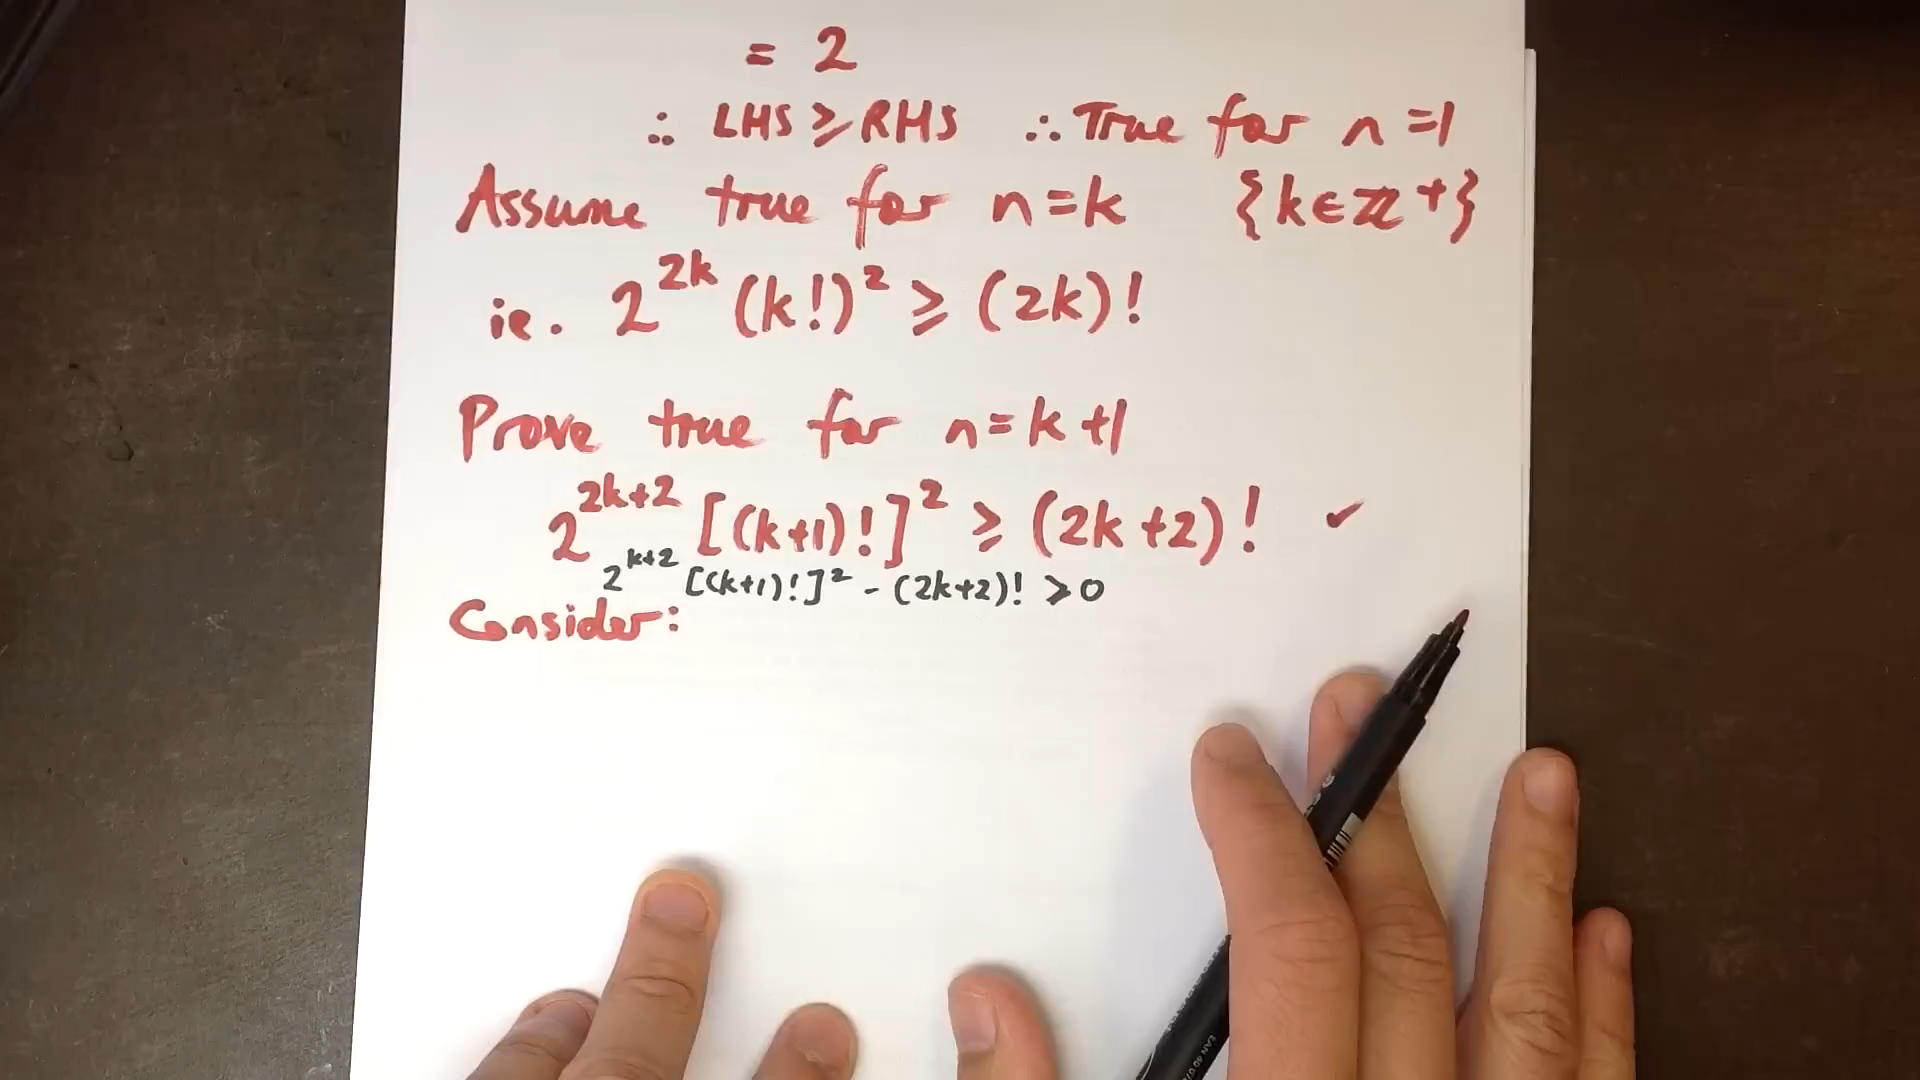 = 2
∴ LHS ≥ RHS ∴ True for n = 1
Assume true for n = k {k ∈ ℤ⁺}
ie. 2^{2k} (k!)² ≥ (2k)!
Prove true for n = k + 1
2^{2k+2} [(k+1)!]² ≥ (2k+2)! ✓
2^{k+2} [(k+1)!]² - (2k+2)! ≥ 0
Consider: